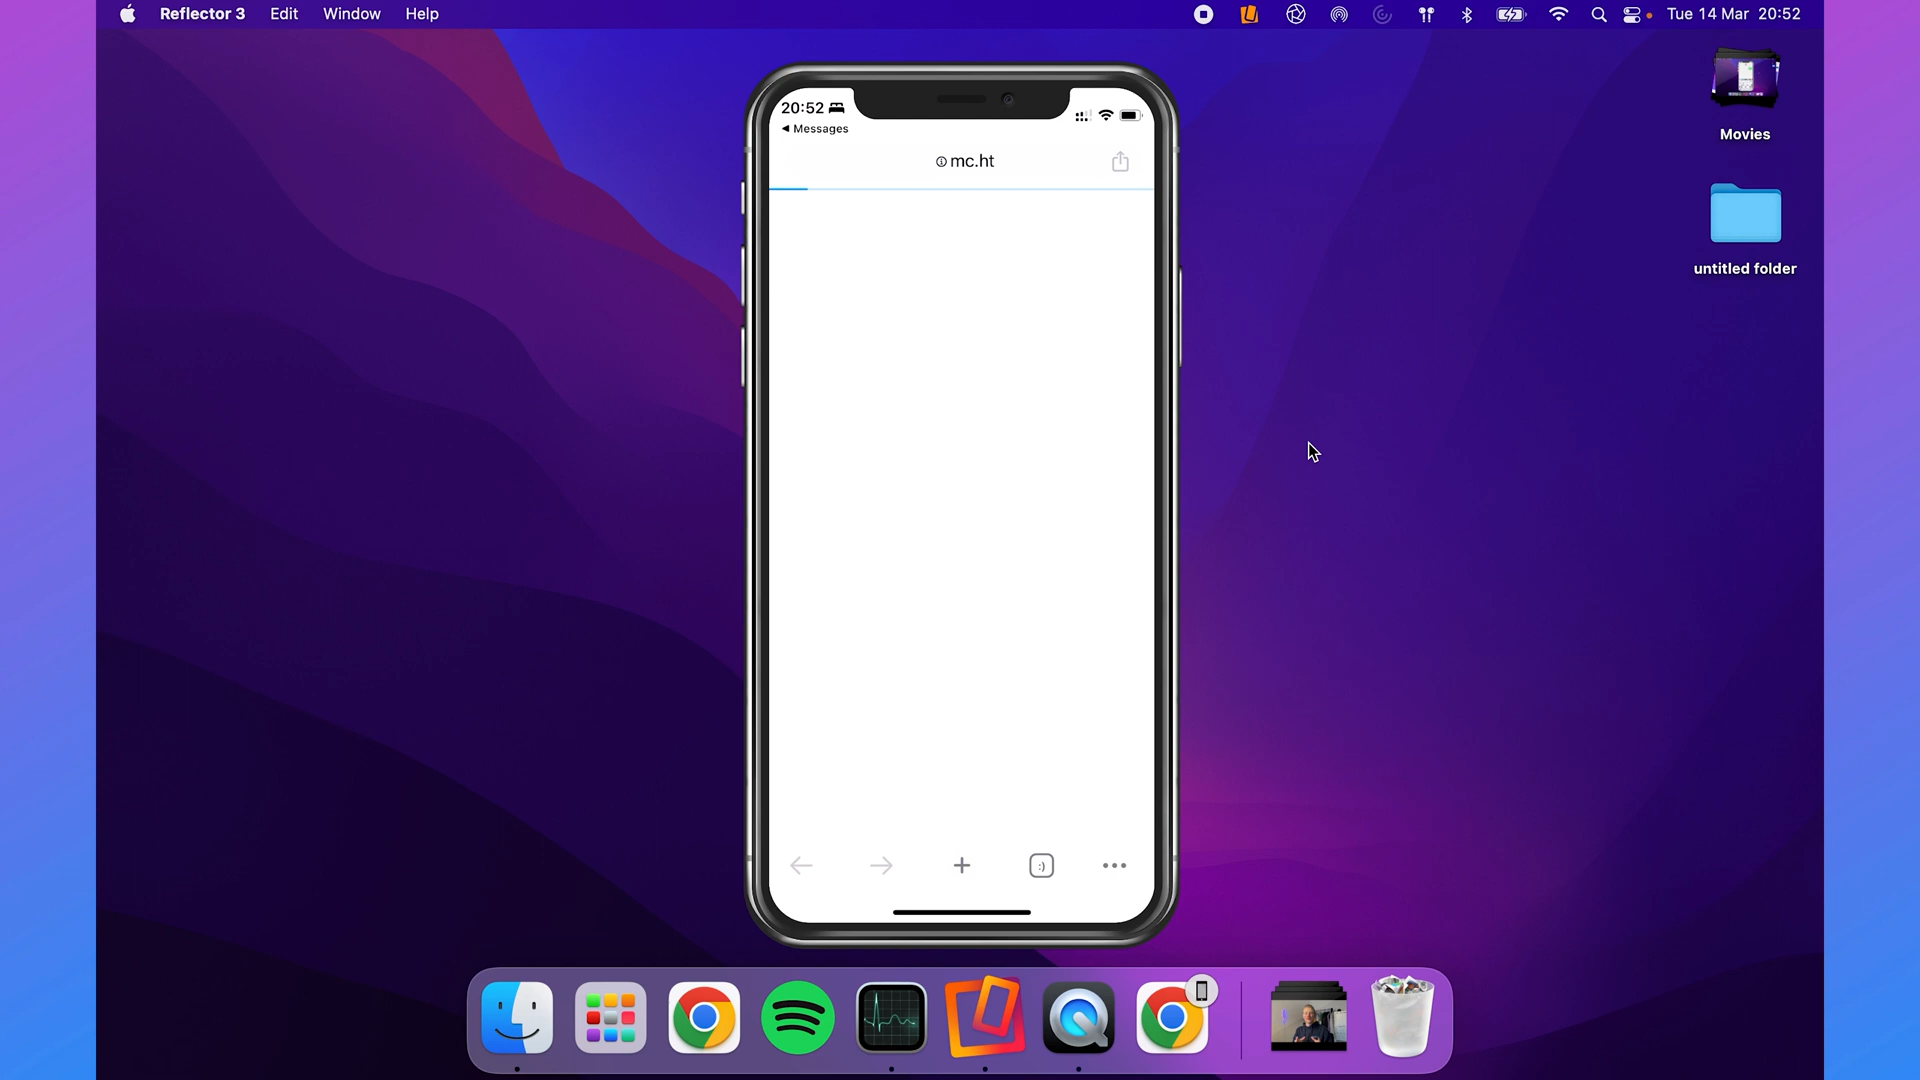 Reflector 3 Edit Window Help Tue 14 Mar 20:52
Movies
untitled folder
20:52
◀ Messages
mc.ht
:)